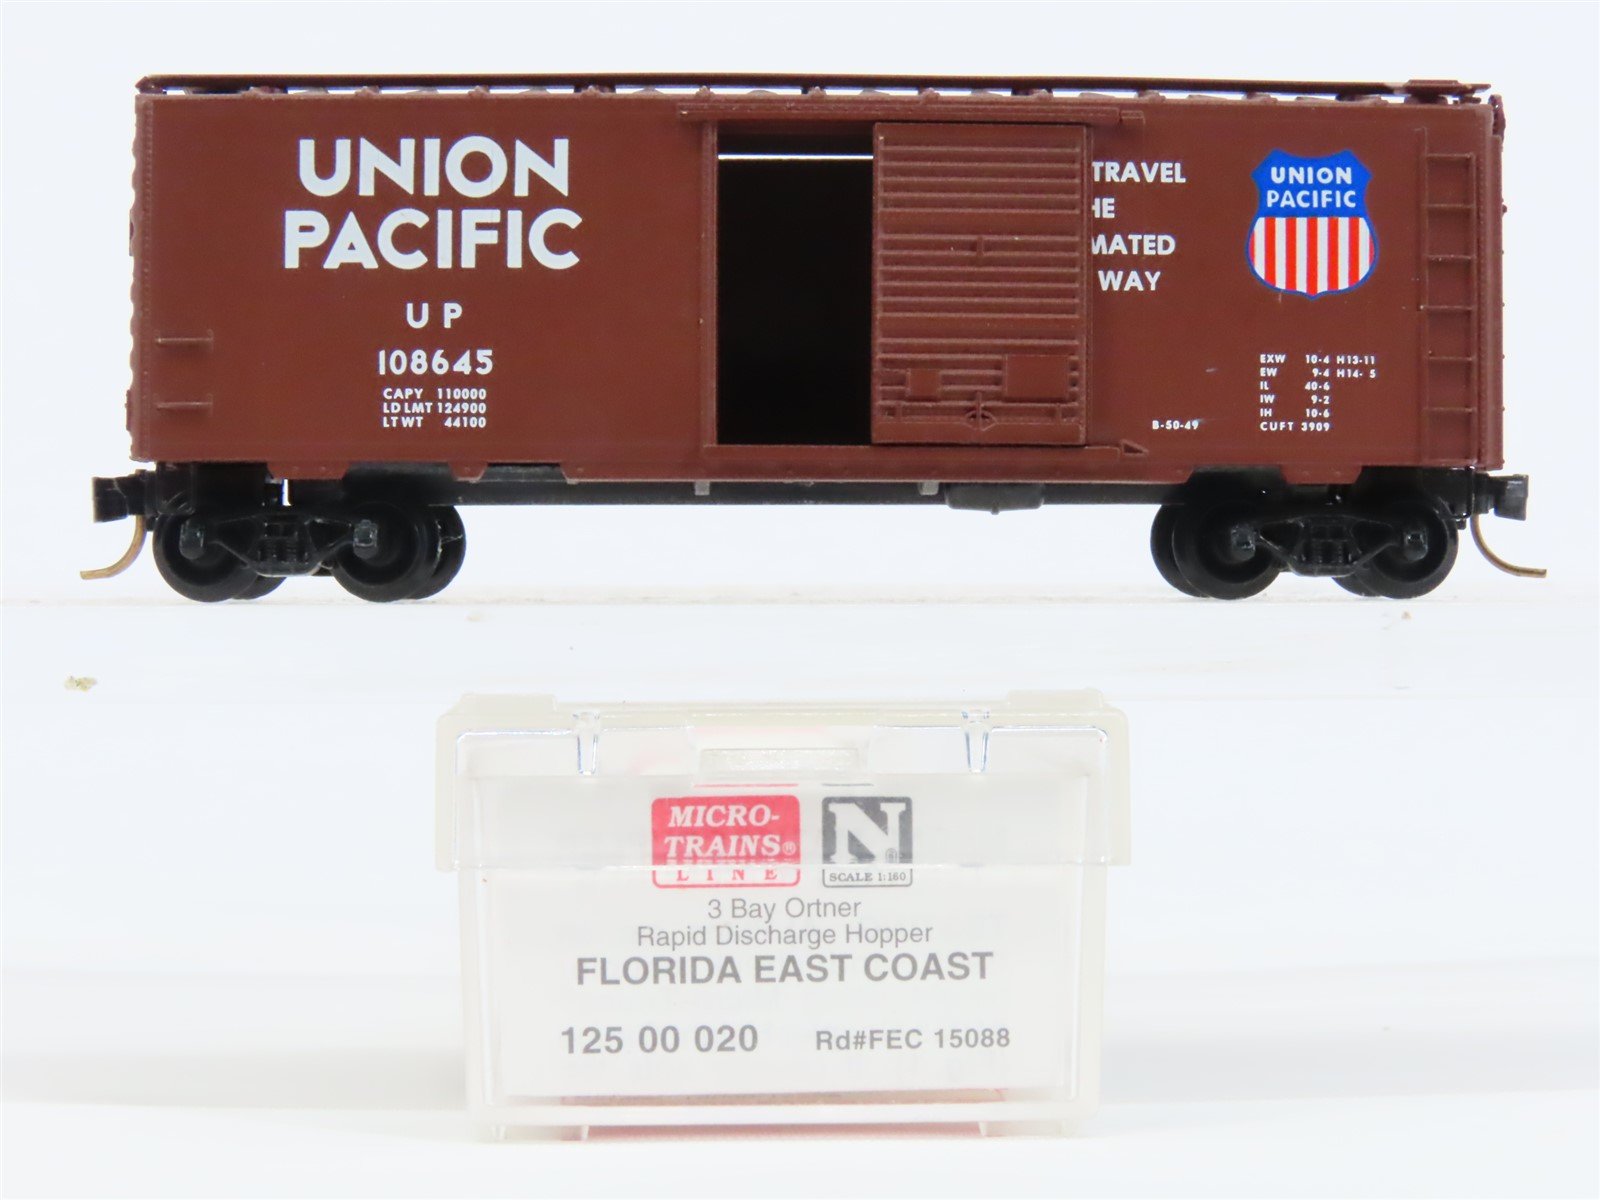 UNION
PACIFIC
U P
108645
CAPY 110000
LD LMT 124900
LT WT 44100
TRAVEL
HE
MATED
WAY
UNION
PACIFIC
EXW 10-4 H13-11
EW 9-4 H14- 5
IL 40-6
IW 9-2
IH 10-6
CUFT 3909
B-50-49
MICRO-
TRAINS®
LINE
N®
SCALE 1:160
3 Bay Ortner
Rapid Discharge Hopper
FLORIDA EAST COAST
125 00 020 Rd#FEC 15088